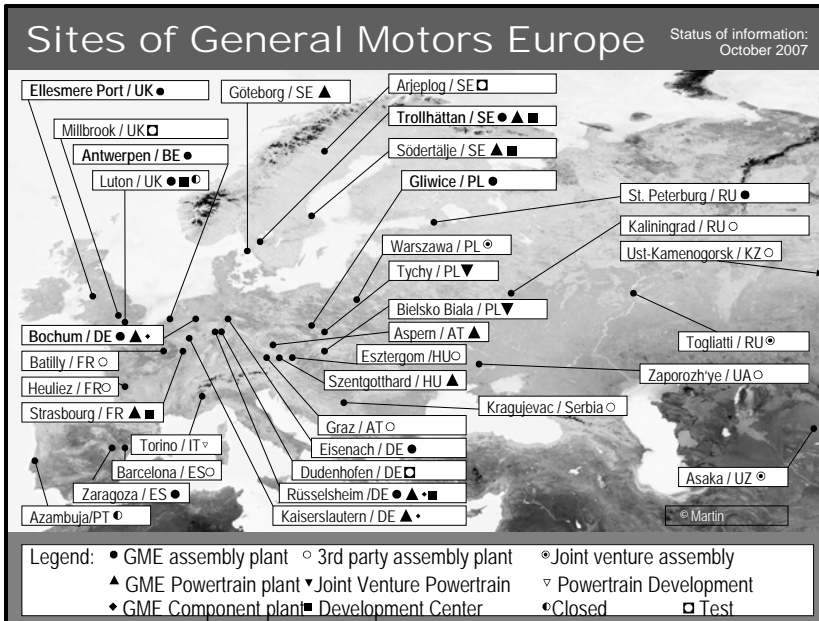 Sites of General Motors Europe
Status of information:
October 2007
Ellesmere Port / UK ●
Millbrook / UK ◘
Antwerpen / BE ●
Luton / UK ● ■ ◐
Göteborg / SE ▲
Arjeplog / SE ◘
Trollhättan / SE ● ▲ ■
Södertälje / SE ▲ ■
Gliwice / PL ●
St. Peterburg / RU ●
Kaliningrad / RU ○
Ust-Kamenogorsk / KZ ○
Warszawa / PL ◉
Tychy / PL ▼
Bielsko Biala / PL ▼
Aspern / AT ▲
Esztergom /HU ○
Szentgotthard / HU ▲
Bochum / DE ● ▲ ◆
Batilly / FR ○
Heuliez / FR ○
Strasbourg / FR ▲ ■
Togliatti / RU ◉
Zaporozh'ye / UA ○
Kragujevac / Serbia ○
Graz / AT ○
Torino / IT ▽
Eisenach / DE ●
Barcelona / ES ○
Dudenhofen / DE ◘
Zaragoza / ES ●
Rüsselsheim /DE ● ▲ ◆ ■
Asaka / UZ ◉
Azambuja/PT ◐
Kaiserslautern / DE ▲ ◆
© Martin
Legend: ● GME assembly plant ○ 3rd party assembly plant ◉ Joint venture assembly
▲ GME Powertrain plant ▼ Joint Venture Powertrain ▽ Powertrain Development
◆ GME Component plant ■ Development Center ◐ Closed ◘ Test